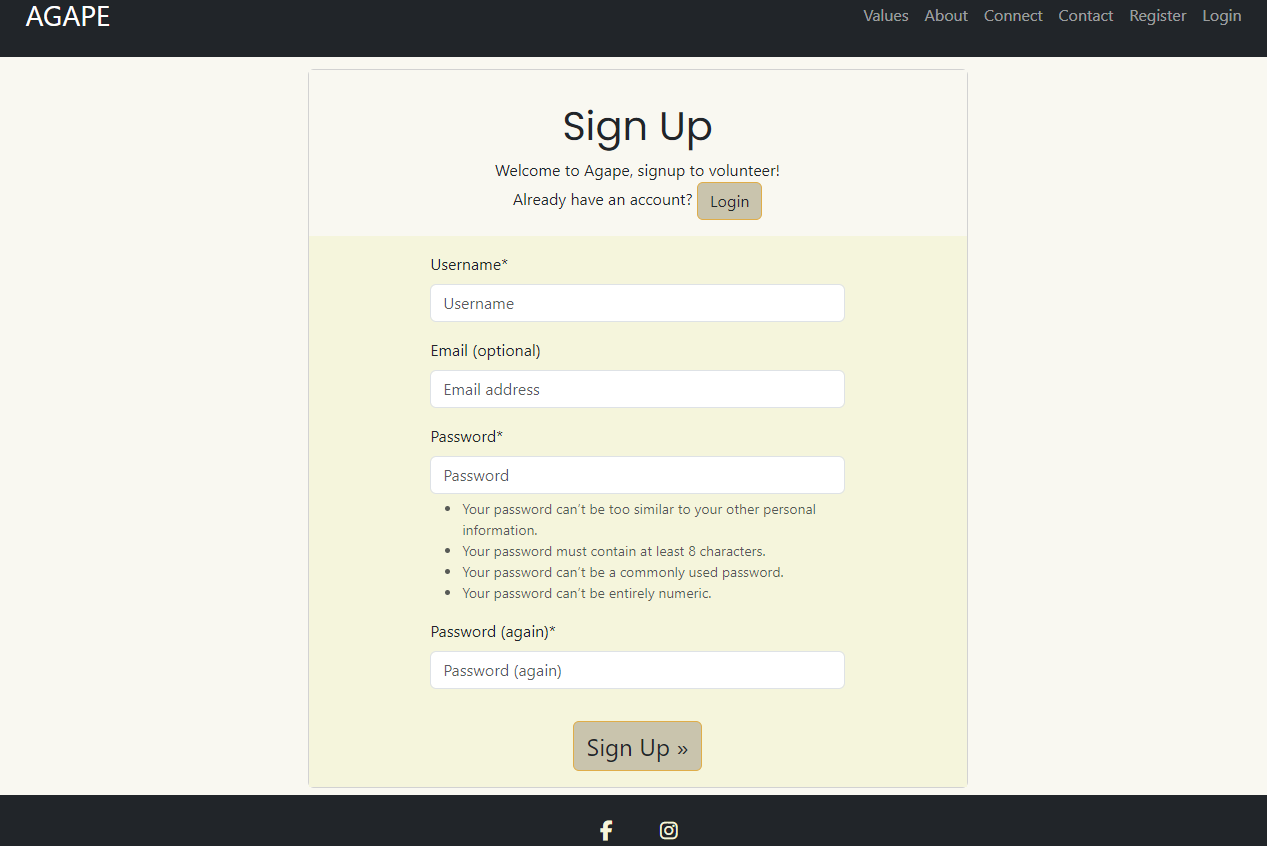 AGAPE
Values About Connect Contact Register Login
Sign Up
Welcome to Agape, signup to volunteer!
Already have an account? Login
Username*
Username
Email (optional)
Email address
Password*
Password
Your password can’t be too similar to your other personal
information.
Your password must contain at least 8 characters.
Your password can’t be a commonly used password.
Your password can’t be entirely numeric.
Password (again)*
Password (again)
Sign Up »